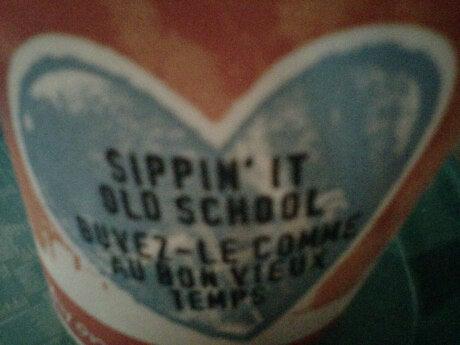 SIPPIN' IT
OLD SCHOOL
BUVEZ-LE COMME
AU BON VIEUX
TEMPS